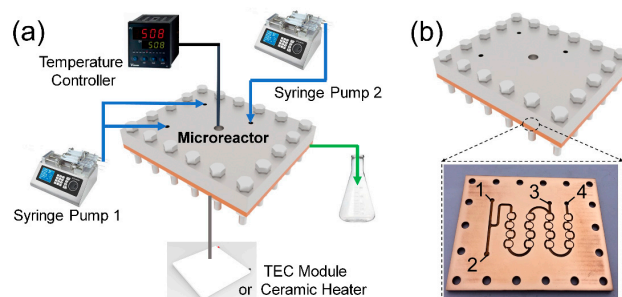 (a)
508
508
Temperature
Controller
Syringe Pump 2
Microreactor
Syringe Pump 1
TEC Module
or Ceramic Heater
(b)
1
3
4
2